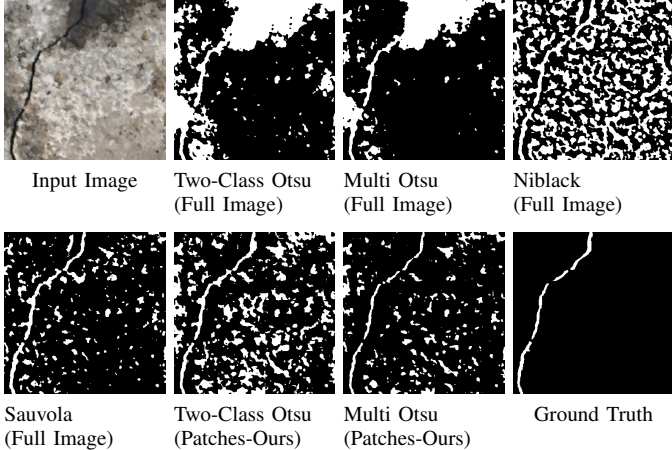 Input Image
Two-Class Otsu
(Full Image)
Multi Otsu
(Full Image)
Niblack
(Full Image)
Sauvola
(Full Image)
Two-Class Otsu
(Patches-Ours)
Multi Otsu
(Patches-Ours)
Ground Truth